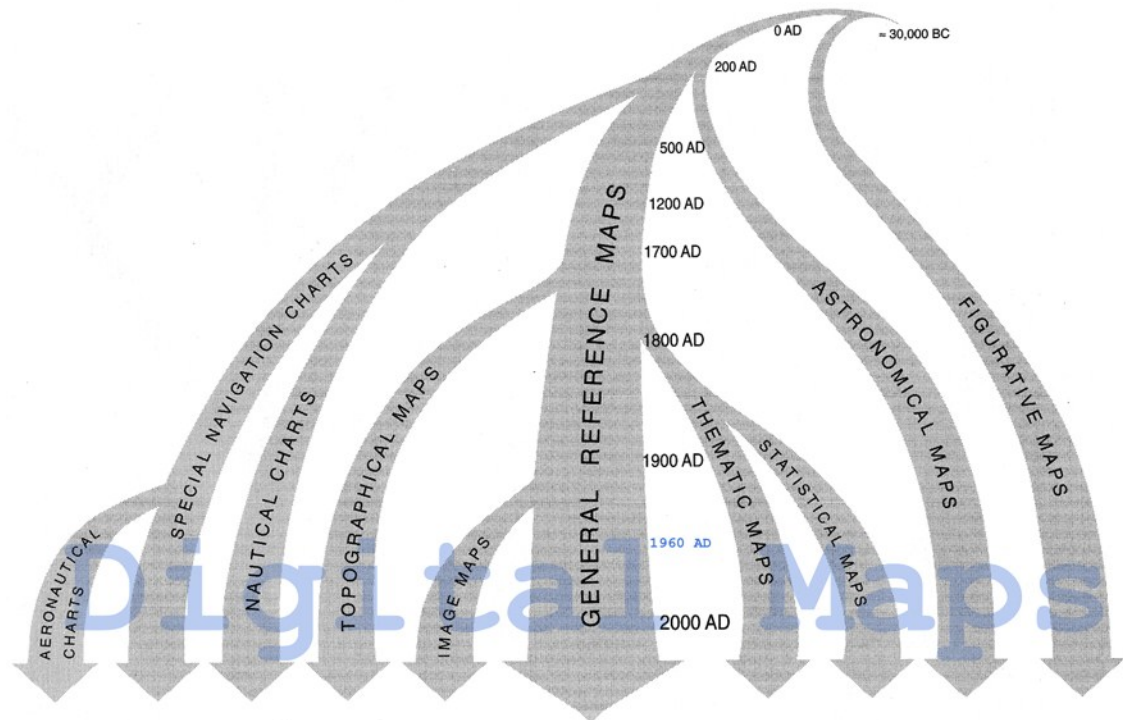 ≈ 30,000 BC
0 AD
200 AD
500 AD
1200 AD
1700 AD
1800 AD
1900 AD
1960 AD
2000 AD
AERONAUTICAL
CHARTS
SPECIAL NAVIGATION CHARTS
NAUTICAL CHARTS
TOPOGRAPHICAL MAPS
IMAGE MAPS
GENERAL REFERENCE MAPS
THEMATIC MAPS
STATISTICAL MAPS
ASTRONOMICAL MAPS
FIGURATIVE MAPS
Digital Maps